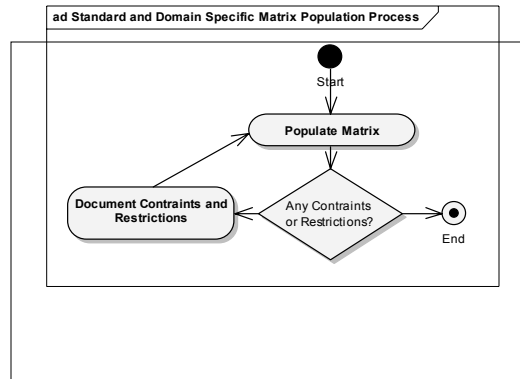 ad Standard and Domain Specific Matrix Population Process
Start
Populate Matrix
Document Contraints and
Restrictions
Any Contraints
or Restrictions?
End